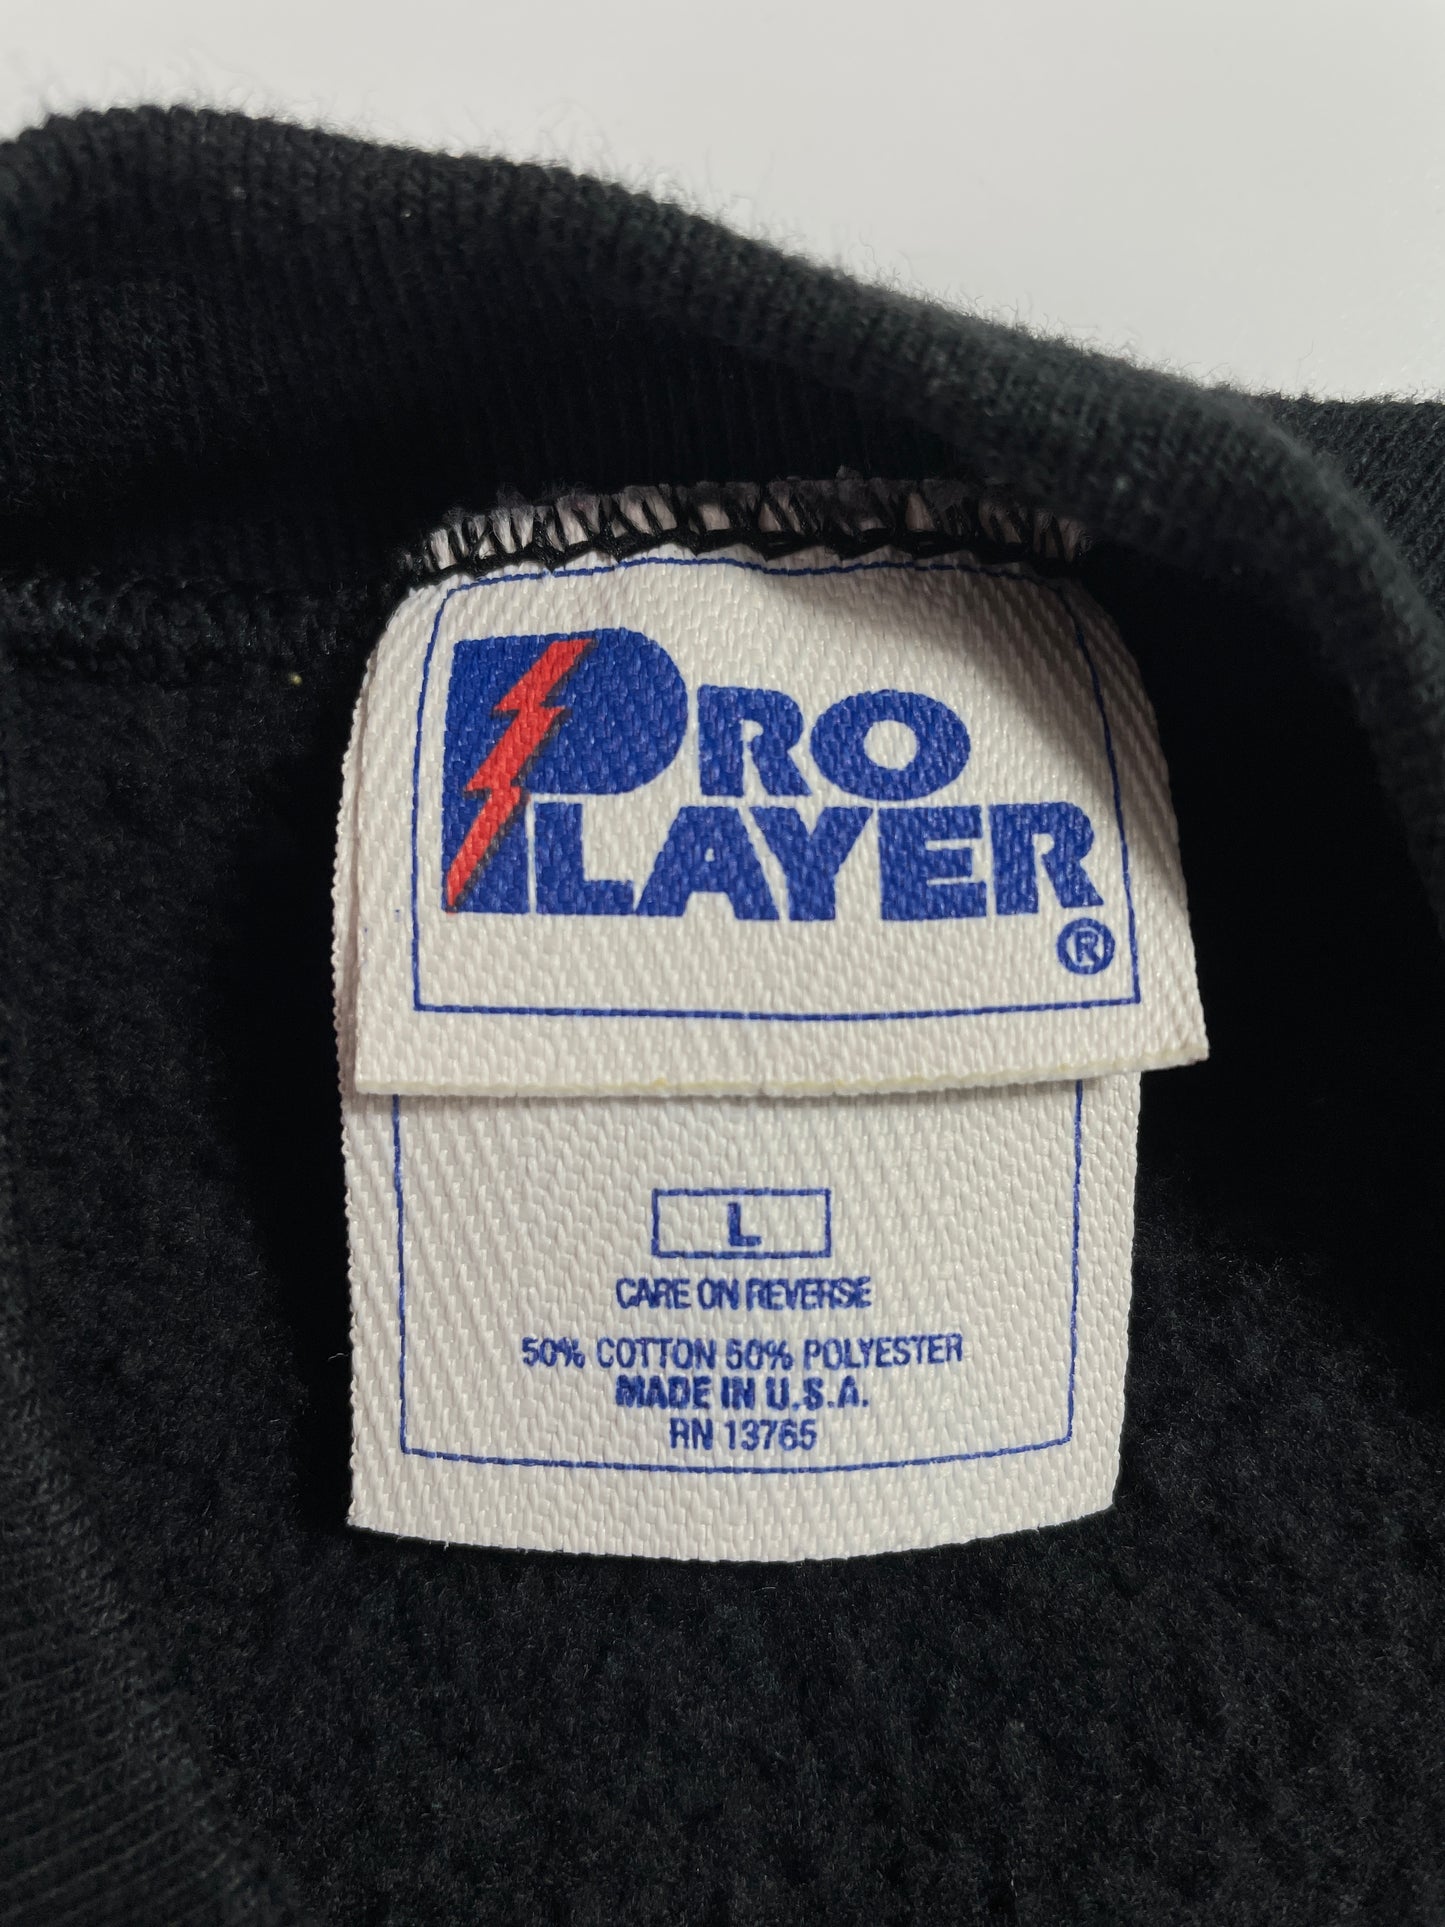 PRO
PLAYER
®
L
CARE ON REVERSE
50% COTTON 50% POLYESTER
MADE IN U.S.A.
RN 13765